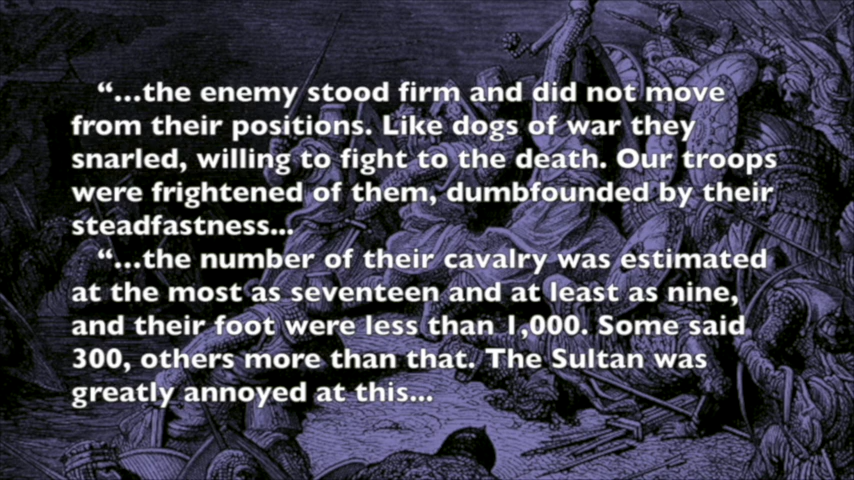 “...the enemy stood firm and did not move
from their positions. Like dogs of war they
snarled, willing to fight to the death. Our troops
were frightened of them, dumbfounded by their
steadfastness...
“...the number of their cavalry was estimated
at the most as seventeen and at least as nine,
and their foot were less than 1,000. Some said
300, others more than that. The Sultan was
greatly annoyed at this...